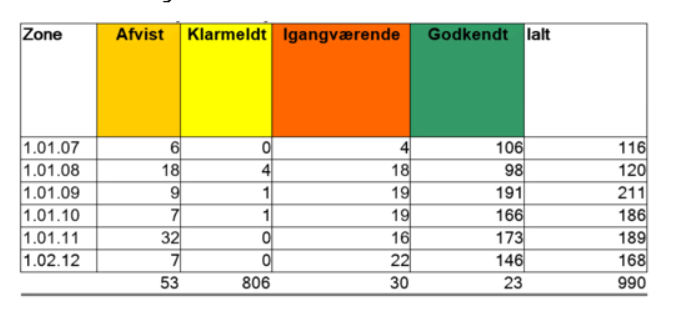 Zone Afvist Klarmeldt Igangværende Godkendt Ialt
1.01.07 6 0 4 106 116
1.01.08 18 4 18 98 120
1.01.09 9 1 19 191 211
1.01.10 7 1 19 166 186
1.01.11 32 0 16 173 189
1.02.12 7 0 22 146 168
53 806 30 23 990